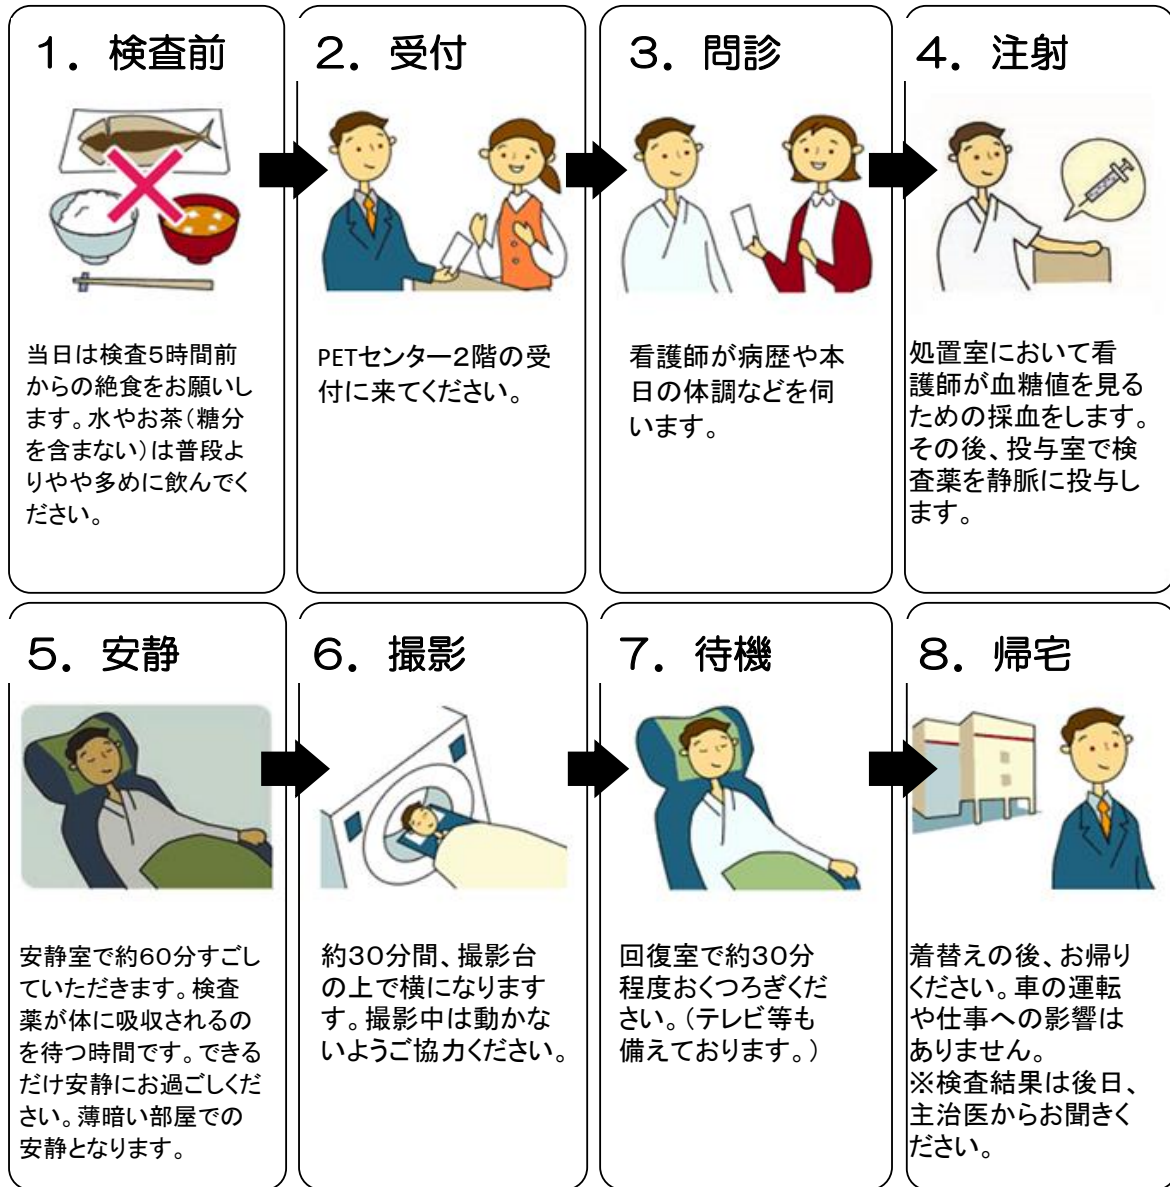 １．検査前
当日は検査５時間前
からの絶食をお願いし
ます。水やお茶（糖分
を含まない）は普段よ
りやや多めに飲んでく
ださい。
２．受付
PETセンター２階の受
付に来てください。
３．問診
看護師が病歴や本
日の体調などを伺
います。
４．注射
処置室において看
護師が血糖値を見る
ための採血をします。
その後、投与室で検
査薬を静脈に投与し
ます。
５．安静
安静室で約６０分すごし
ていただきます。検査
薬が体に吸収されるの
を待つ時間です。できる
だけ安静にお過ごしくだ
さい。薄暗い部屋での
安静となります。
６．撮影
約３０分間、撮影台
の上で横になりま
す。撮影中は動かな
いようご協力ください。
７．待機
回復室で約３０分
程度おくつろぎくだ
さい。（テレビ等も
備えております。）
８．帰宅
着替えの後、お帰り
ください。車の運転
や仕事への影響は
ありません。
※検査結果は後日、
主治医からお聞きく
ださい。